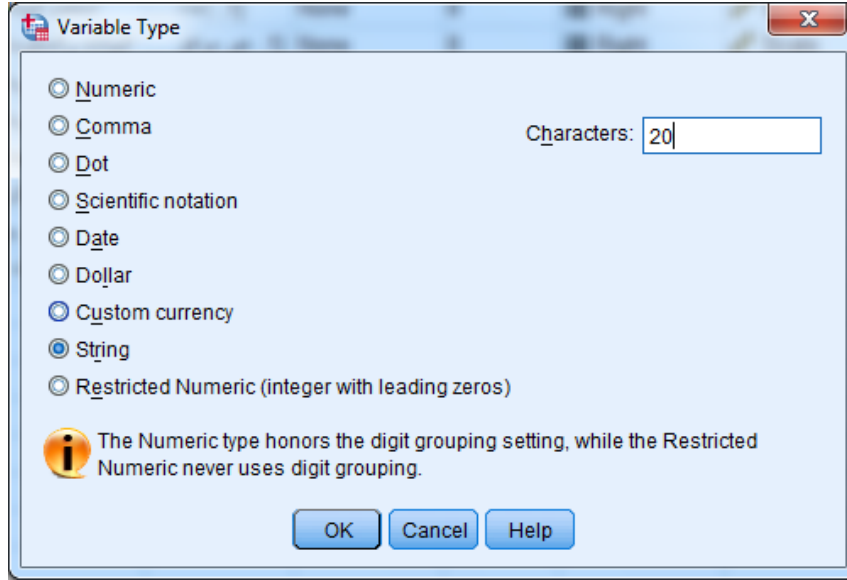 Variable Type
Numeric
Comma
Characters: 20
Dot
Scientific notation
Date
Dollar
Custom currency
String
Restricted Numeric (integer with leading zeros)
The Numeric type honors the digit grouping setting, while the Restricted
Numeric never uses digit grouping.
OK Cancel Help